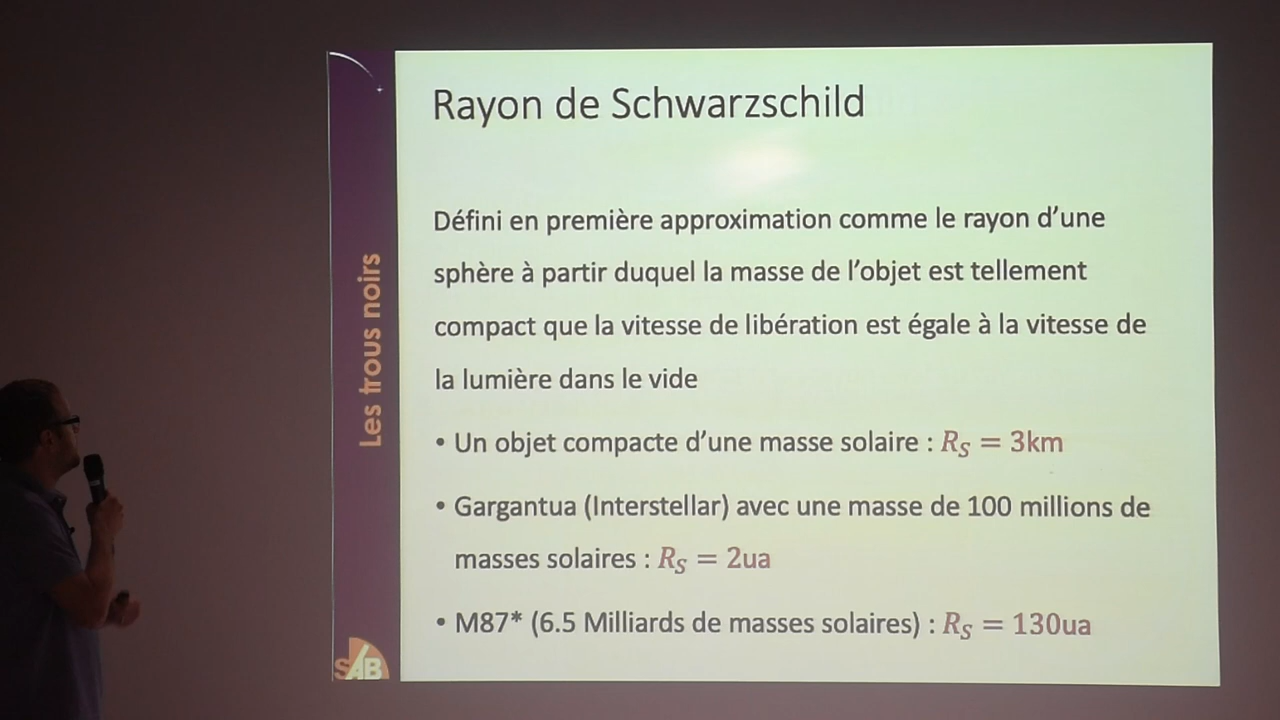 Rayon de Schwarzschild
Défini en première approximation comme le rayon d'une
sphère à partir duquel la masse de l'objet est tellement
compact que la vitesse de libération est égale à la vitesse de
la lumière dans le vide
• Un objet compacte d'une masse solaire : R_S = 3km
• Gargantua (Interstellar) avec une masse de 100 millions de
masses solaires : R_S = 2ua
• M87* (6.5 Milliards de masses solaires) : R_S = 130ua
Les trous noirs
SAB